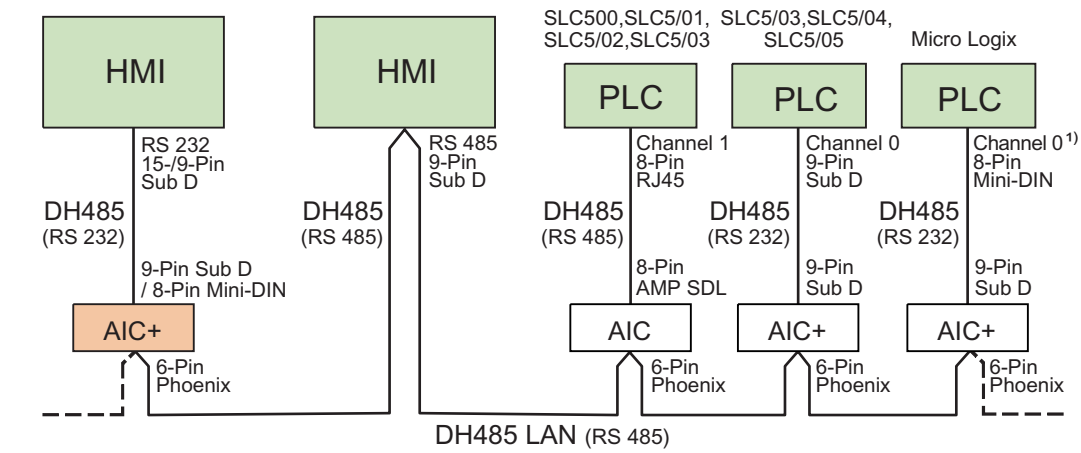 SLC500,SLC5/01,
SLC5/02,SLC5/03
SLC5/03,SLC5/04,
SLC5/05
Micro Logix
HMI
HMI
PLC
PLC
PLC
RS 232
15-/9-Pin
Sub D
RS 485
9-Pin
Sub D
Channel 1
8-Pin
RJ45
Channel 0
9-Pin
Sub D
Channel 0¹⁾
8-Pin
Mini-DIN
DH485
(RS 232)
DH485
(RS 485)
DH485
(RS 485)
DH485
(RS 232)
DH485
(RS 232)
9-Pin Sub D
/ 8-Pin Mini-DIN
8-Pin
AMP SDL
9-Pin
Sub D
9-Pin
Sub D
AIC+
AIC
AIC+
AIC+
6-Pin
Phoenix
6-Pin
Phoenix
6-Pin
Phoenix
6-Pin
Phoenix
DH485 LAN (RS 485)